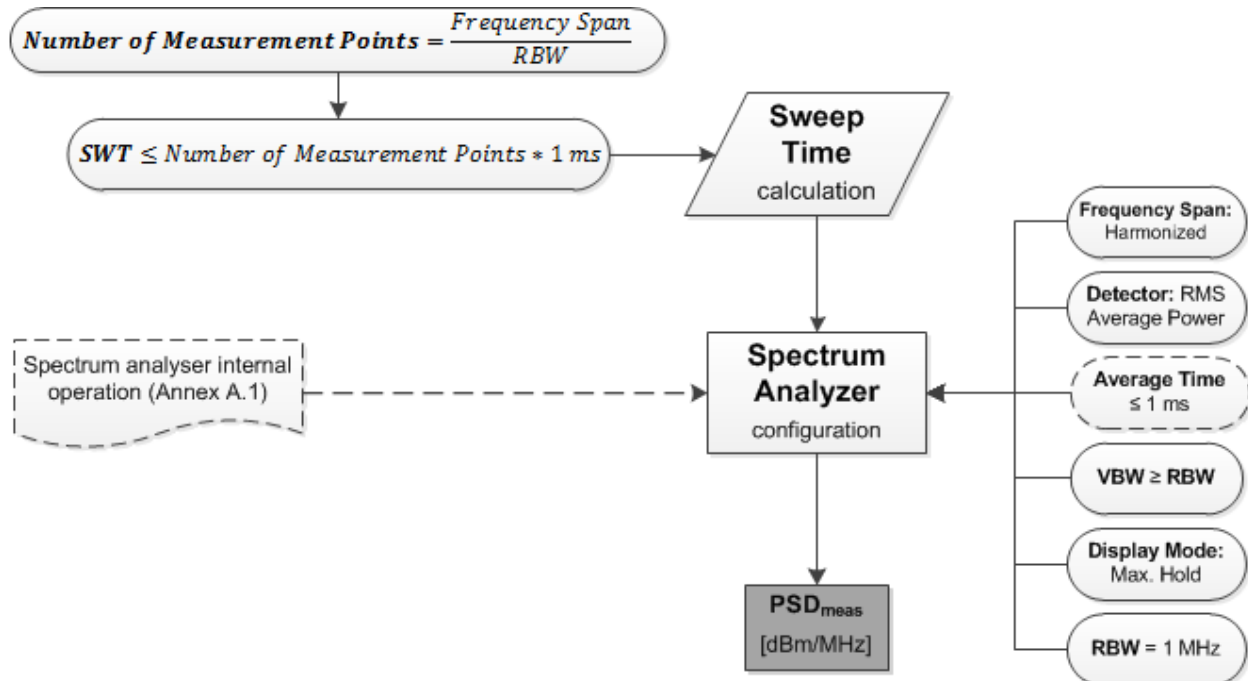 Number of Measurement Points = Frequency Span / RBW
SWT ≤ Number of Measurement Points * 1 ms
Sweep
Time
calculation
Frequency Span:
Harmonized
Detector: RMS
Average Power
Spectrum analyser internal
operation (Annex A.1)
Spectrum
Analyzer
configuration
Average Time
≤ 1 ms
VBW ≥ RBW
Display Mode:
Max. Hold
PSDmeas
[dBm/MHz]
RBW = 1 MHz